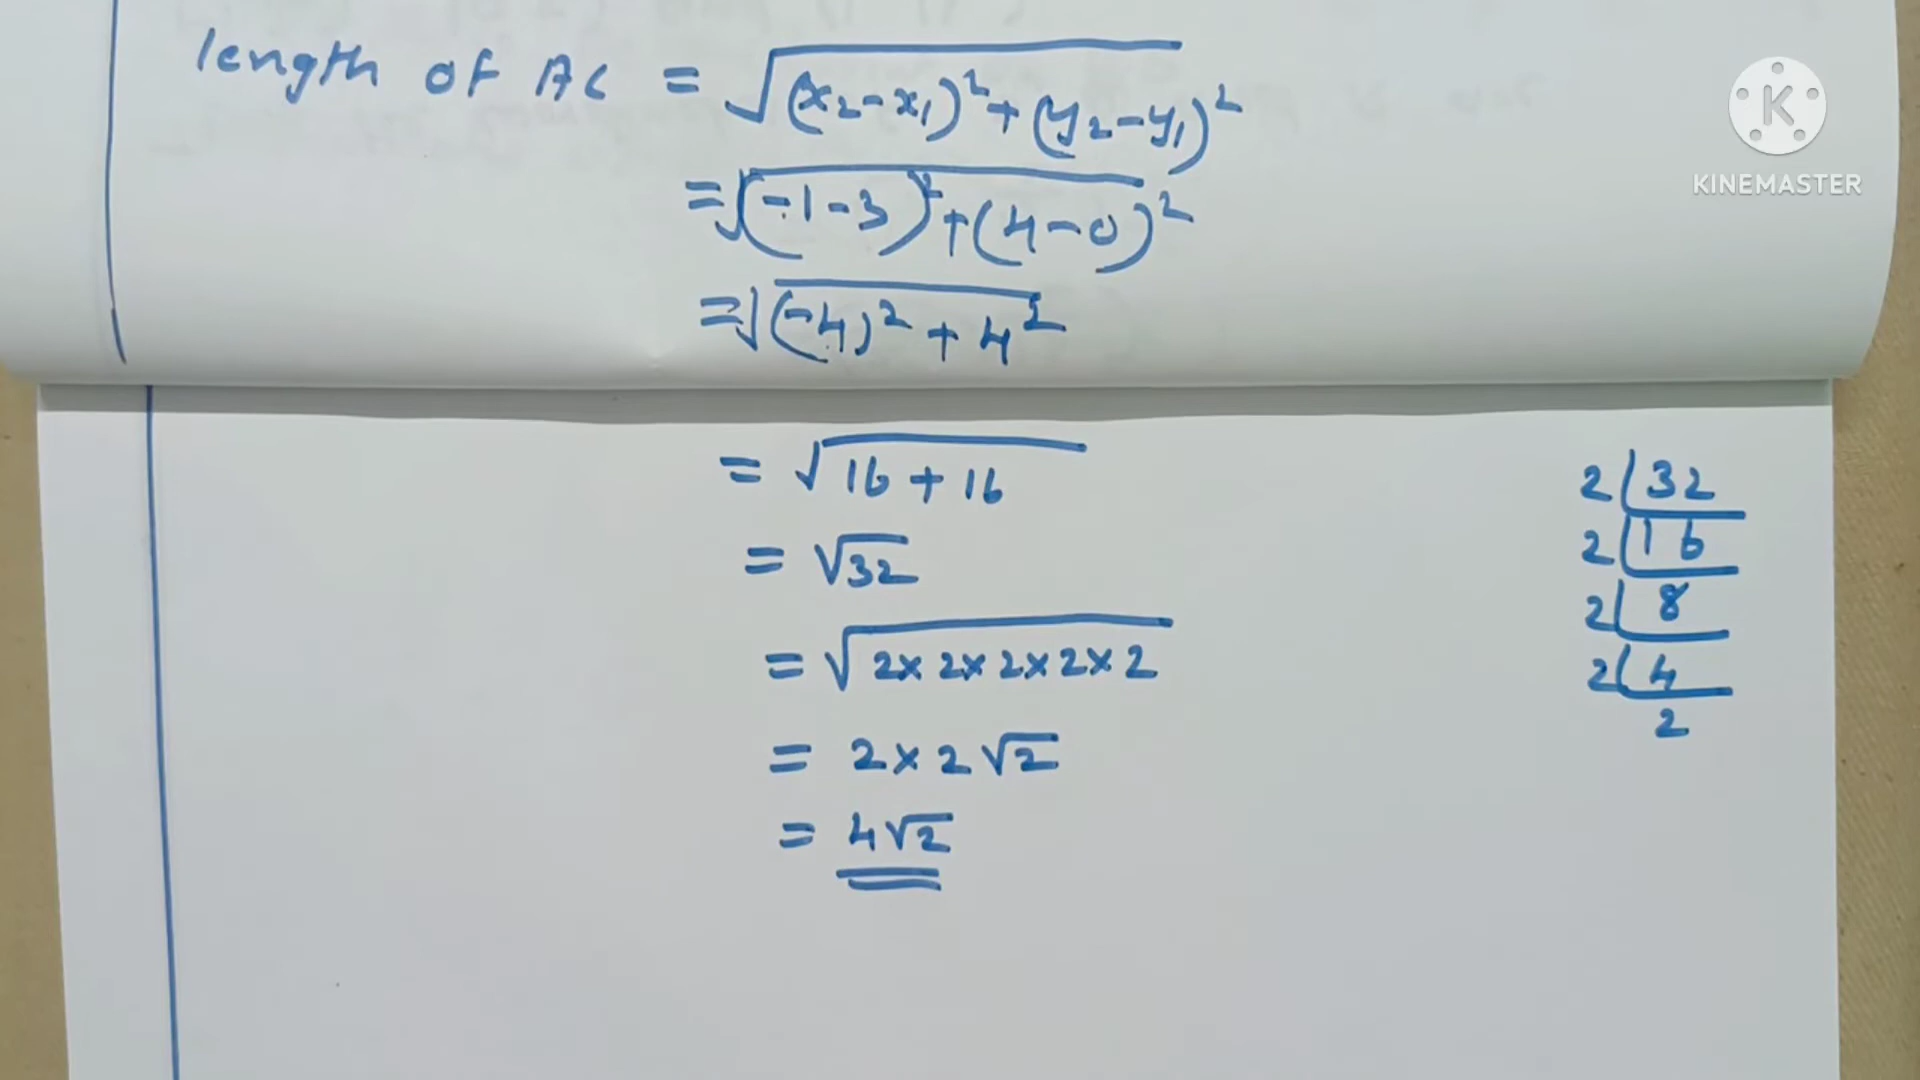 length of AC = √(x₂-x₁)² + (y₂-y₁)²
= √(-1-3)² + (4-0)²
= √(-4)² + 4²
= √16 + 16
= √32
= √2×2×2×2×2
= 2×2√2
= 4√2
2 | 32
2 | 16
2 | 8
2 | 4
2
K
KINEMASTER